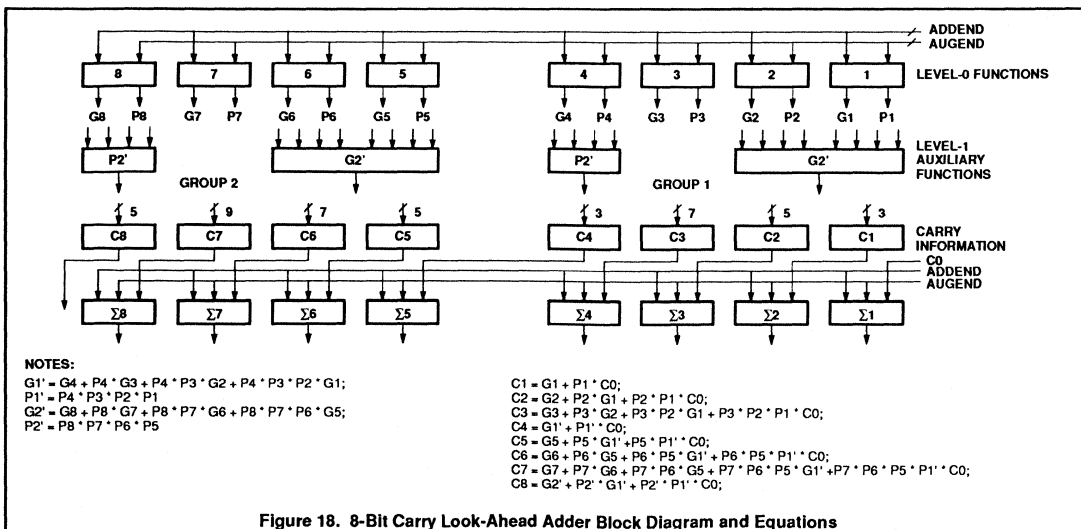 ADDEND
AUGEND
8 7 6 5 4 3 2 1 LEVEL-0 FUNCTIONS
G8 P8 G7 P7 G6 P6 G5 P5 G4 P4 G3 P3 G2 P2 G1 P1
P2' G2' P2' G2' LEVEL-1
AUXILIARY
FUNCTIONS
GROUP 2 GROUP 1
5 9 7 5 3 7 5 3
C8 C7 C6 C5 C4 C3 C2 C1 CARRY
INFORMATION
C0
ADDEND
AUGEND
Σ8 Σ7 Σ6 Σ5 Σ4 Σ3 Σ2 Σ1
NOTES:
G1' = G4 + P4 * G3 + P4 * P3 * G2 + P4 * P3 * P2 * G1;
P1' = P4 * P3 * P2 * P1
G2' = G8 + P8 * G7 + P8 * P7 * G6 + P8 * P7 * P6 * G5;
P2' = P8 * P7 * P6 * P5
C1 = G1 + P1 * C0;
C2 = G2 + P2 * G1 + P2 * P1 * C0;
C3 = G3 + P3 * G2 + P3 * P2 * G1 + P3 * P2 * P1 * C0;
C4 = G1' + P1' * C0;
C5 = G5 + P5 * G1' +P5 * P1' * C0;
C6 = G6 + P6 * G5 + P6 * P5 * G1' + P6 * P5 * P1' * C0;
C7 = G7 + P7 * G6 + P7 * P6 * G5 + P7 * P6 * P5 * G1' +P7 * P6 * P5 * P1' * C0;
C8 = G2' + P2' * G1' + P2' * P1' * C0;
Figure 18. 8-Bit Carry Look-Ahead Adder Block Diagram and Equations